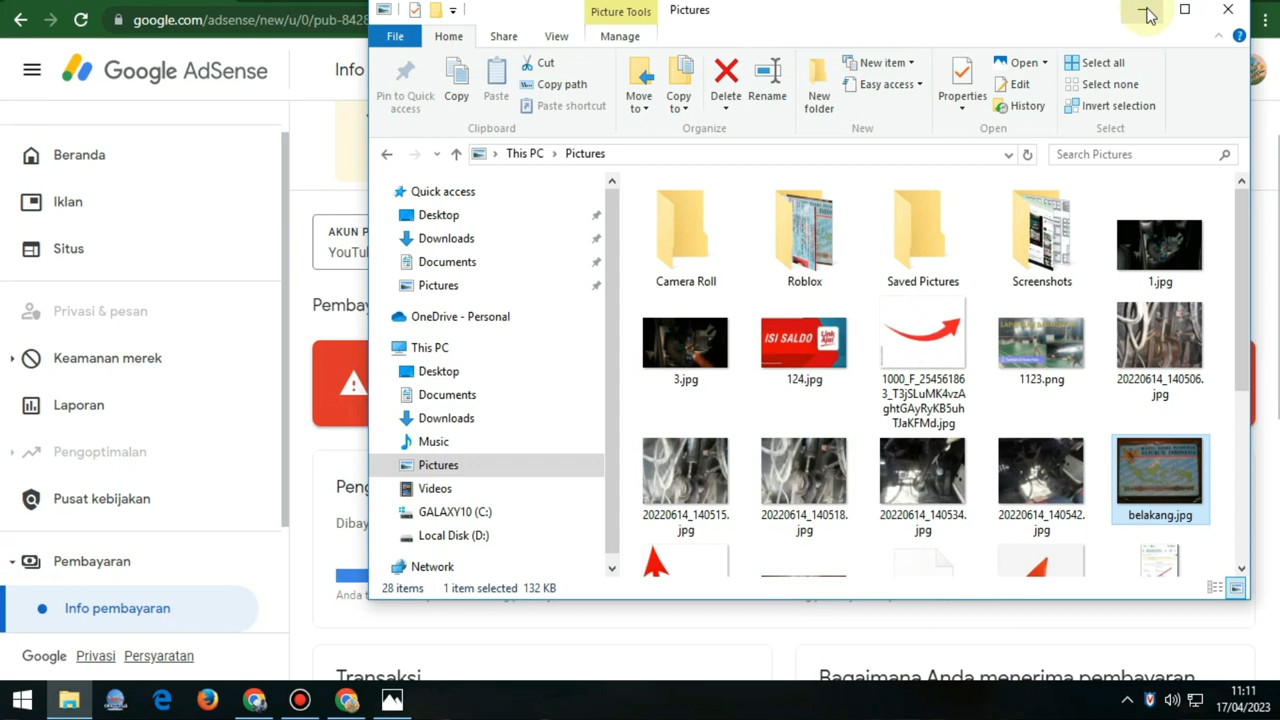 google.com/adsense/new/u/0/pub-8428
Google AdSense
Info
Beranda
Iklan
Situs
Privasi & pesan
Keamanan merek
Laporan
Pengoptimalan
Pusat kebijakan
Pembayaran
Info pembayaran
Google Privasi Persyaratan
AKUN P
YouTu
Pembay
Peng
Dibay
Anda t
Transaksi
Bagaimana Anda menerima pembayaran
Picture Tools Pictures
File Home Share View Manage
Pin to Quick access
Copy
Paste
Cut
Copy path
Paste shortcut
Clipboard
Move to
Copy to
Delete
Rename
Organize
New folder
New item
Easy access
New
Properties
Open
Edit
History
Open
Select all
Select none
Invert selection
Select
This PC Pictures
Search Pictures
Quick access
Desktop
Downloads
Documents
Pictures
OneDrive - Personal
This PC
Desktop
Documents
Downloads
Music
Pictures
Videos
GALAXY10 (C:)
Local Disk (D:)
Network
Camera Roll
Roblox
Saved Pictures
Screenshots
1.jpg
3.jpg
ISI SALDO
124.jpg
1000_F_25456186
3_T3jSLuMK4vzA
ghtGAyRyKB5uh
TJaKFMd.jpg
1123.png
20220614_140506.
jpg
20220614_140515.
jpg
20220614_140518.
jpg
20220614_140534.
jpg
20220614_140542.
jpg
belakang.jpg
28 items 1 item selected 132 KB
11:11
17/04/2023